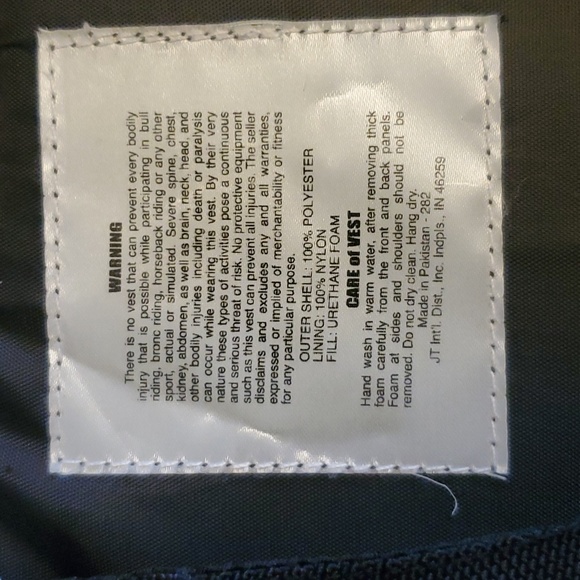 WARNING
There is no vest that can prevent every bodily
injury that is possible while participating in bull
riding, bronc riding, horseback riding or any other
sport, actual or simulated. Severe spine, chest,
kidney, abdomen, as well as brain, neck, head, and
other bodily injuries including death or paralysis
can occur while wearing this vest. By their very
nature these types of activities pose a continuous
and serious threat of risk. No protective equipment
such as this vest can prevent all injuries. The seller
disclaims and excludes any and all warranties,
expressed or implied of merchantability or fitness
for any particular purpose.
OUTER SHELL: 100% POLYESTER
LINING: 100% NYLON
FILL: URETHANE FOAM
CARE of VEST
Hand wash in warm water, after removing thick
foam carefully from the front and back panels.
Foam at sides and shoulders should not be
removed. Do not dry clean. Hang dry.
Made in Pakistan - 282
JT Int'l. Dist., Inc. Indpls., IN 46259